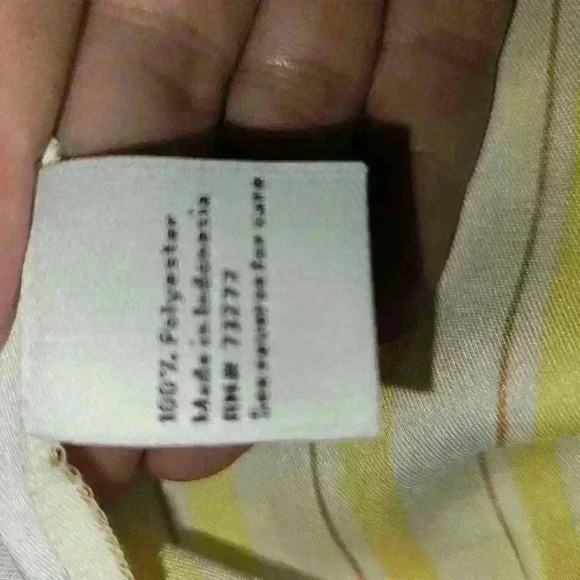 100% Polyester
Made in Indonesia
RN# 73277
See reverse for care